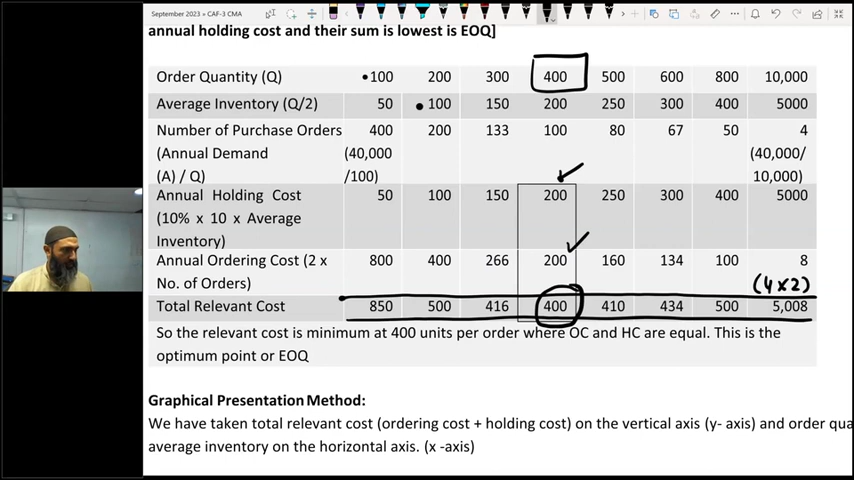 September 2023 » CAF-3 CMA
annual holding cost and their sum is lowest is EOQ]
Order Quantity (Q) 100 200 300 400 500 600 800 10,000
Average Inventory (Q/2) 50 100 150 200 250 300 400 5000
Number of Purchase Orders 400 200 133 100 80 67 50 4
(Annual Demand (40,000 (40,000/
(A) / Q) /100) 10,000)
Annual Holding Cost 50 100 150 200 250 300 400 5000
(10% x 10 x Average
Inventory)
Annual Ordering Cost (2 x 800 400 266 200 160 134 100 8
No. of Orders) (4x2)
Total Relevant Cost 850 500 416 400 410 434 500 5,008
So the relevant cost is minimum at 400 units per order where OC and HC are equal. This is the
optimum point or EOQ
Graphical Presentation Method:
We have taken total relevant cost (ordering cost + holding cost) on the vertical axis (y- axis) and order qua
average inventory on the horizontal axis. (x -axis)